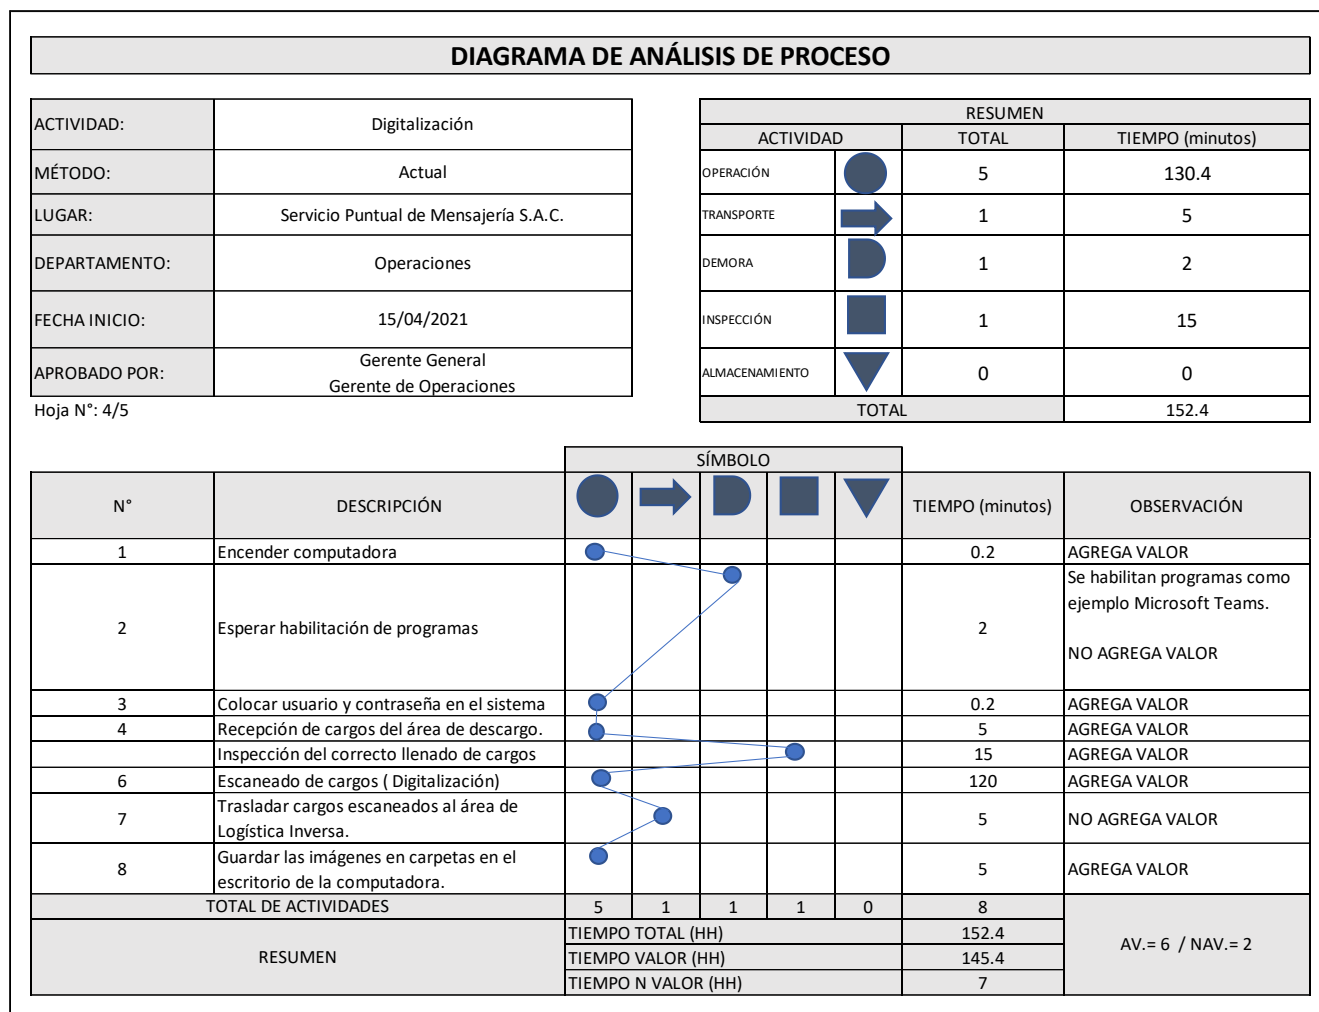 DIAGRAMA DE ANÁLISIS DE PROCESO
ACTIVIDAD: Digitalización
MÉTODO: Actual
LUGAR: Servicio Puntual de Mensajería S.A.C.
DEPARTAMENTO: Operaciones
FECHA INICIO: 15/04/2021
APROBADO POR: Gerente General
Gerente de Operaciones
Hoja N°: 4/5
RESUMEN
ACTIVIDAD TOTAL TIEMPO (minutos)
OPERACIÓN 5 130.4
TRANSPORTE 1 5
DEMORA 1 2
INSPECCIÓN 1 15
ALMACENAMIENTO 0 0
TOTAL 152.4
SÍMBOLO
N° DESCRIPCIÓN TIEMPO (minutos) OBSERVACIÓN
1 Encender computadora 0.2 AGREGA VALOR
2 Esperar habilitación de programas 2 Se habilitan programas como
ejemplo Microsoft Teams.
NO AGREGA VALOR
3 Colocar usuario y contraseña en el sistema 0.2 AGREGA VALOR
4 Recepción de cargos del área de descargo. 5 AGREGA VALOR
Inspección del correcto llenado de cargos 15 AGREGA VALOR
6 Escaneado de cargos ( Digitalización) 120 AGREGA VALOR
7 Trasladar cargos escaneados al área de
Logística Inversa. 5 NO AGREGA VALOR
8 Guardar las imágenes en carpetas en el
escritorio de la computadora. 5 AGREGA VALOR
TOTAL DE ACTIVIDADES 5 1 1 1 0 8
RESUMEN
TIEMPO TOTAL (HH) 152.4
TIEMPO VALOR (HH) 145.4
TIEMPO N VALOR (HH) 7
AV.= 6 / NAV.= 2